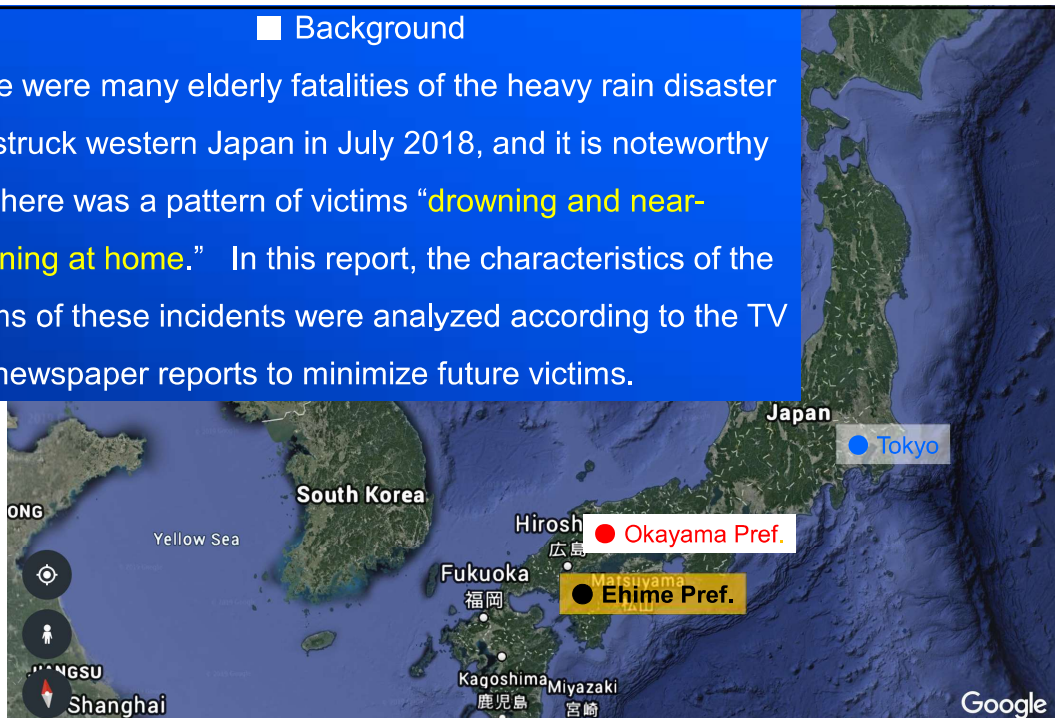 ■ Background
e were many elderly fatalities of the heavy rain disaster
struck western Japan in July 2018, and it is noteworthy
here was a pattern of victims “drowning and near-
ning at home.” In this report, the characteristics of the
ns of these incidents were analyzed according to the TV
newspaper reports to minimize future victims.
Japan
Tokyo
South Korea
ONG
Yellow Sea
Hirosh
Okayama Pref.
広島
Fukuoka
福岡
Matsuyama
Ehime Pref.
Kagoshima
鹿児島
Miyazaki
宮崎
NGSU
Shanghai
Google